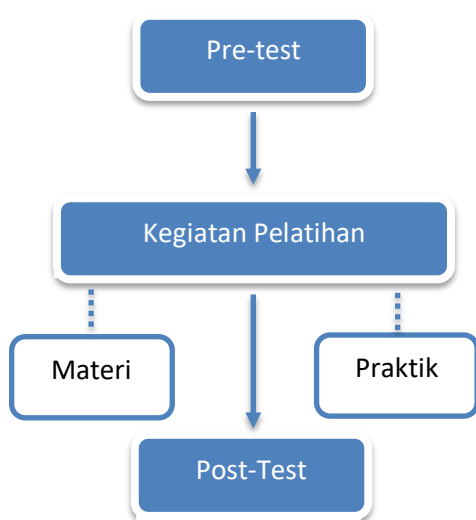 Pre-test
Kegiatan Pelatihan
Materi
Praktik
Post-Test